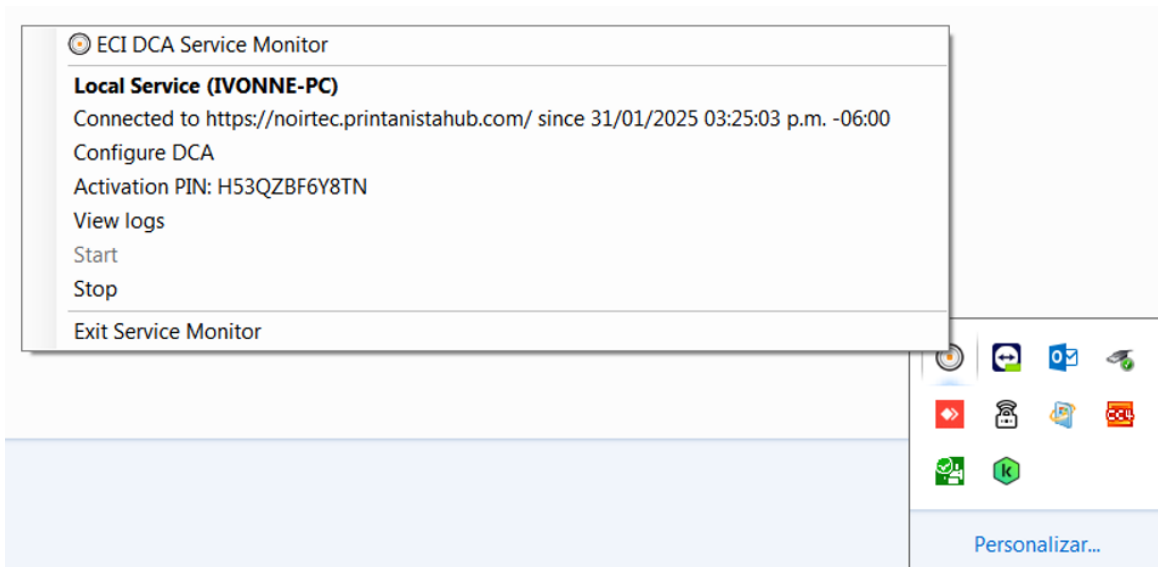 ECI DCA Service Monitor
Local Service (IVONNE-PC)
Connected to https://noirtec.printanistahub.com/ since 31/01/2025 03:25:03 p.m. -06:00
Configure DCA
Activation PIN: H53QZBF6Y8TN
View logs
Start
Stop
Exit Service Monitor
CC4
k
Personalizar...